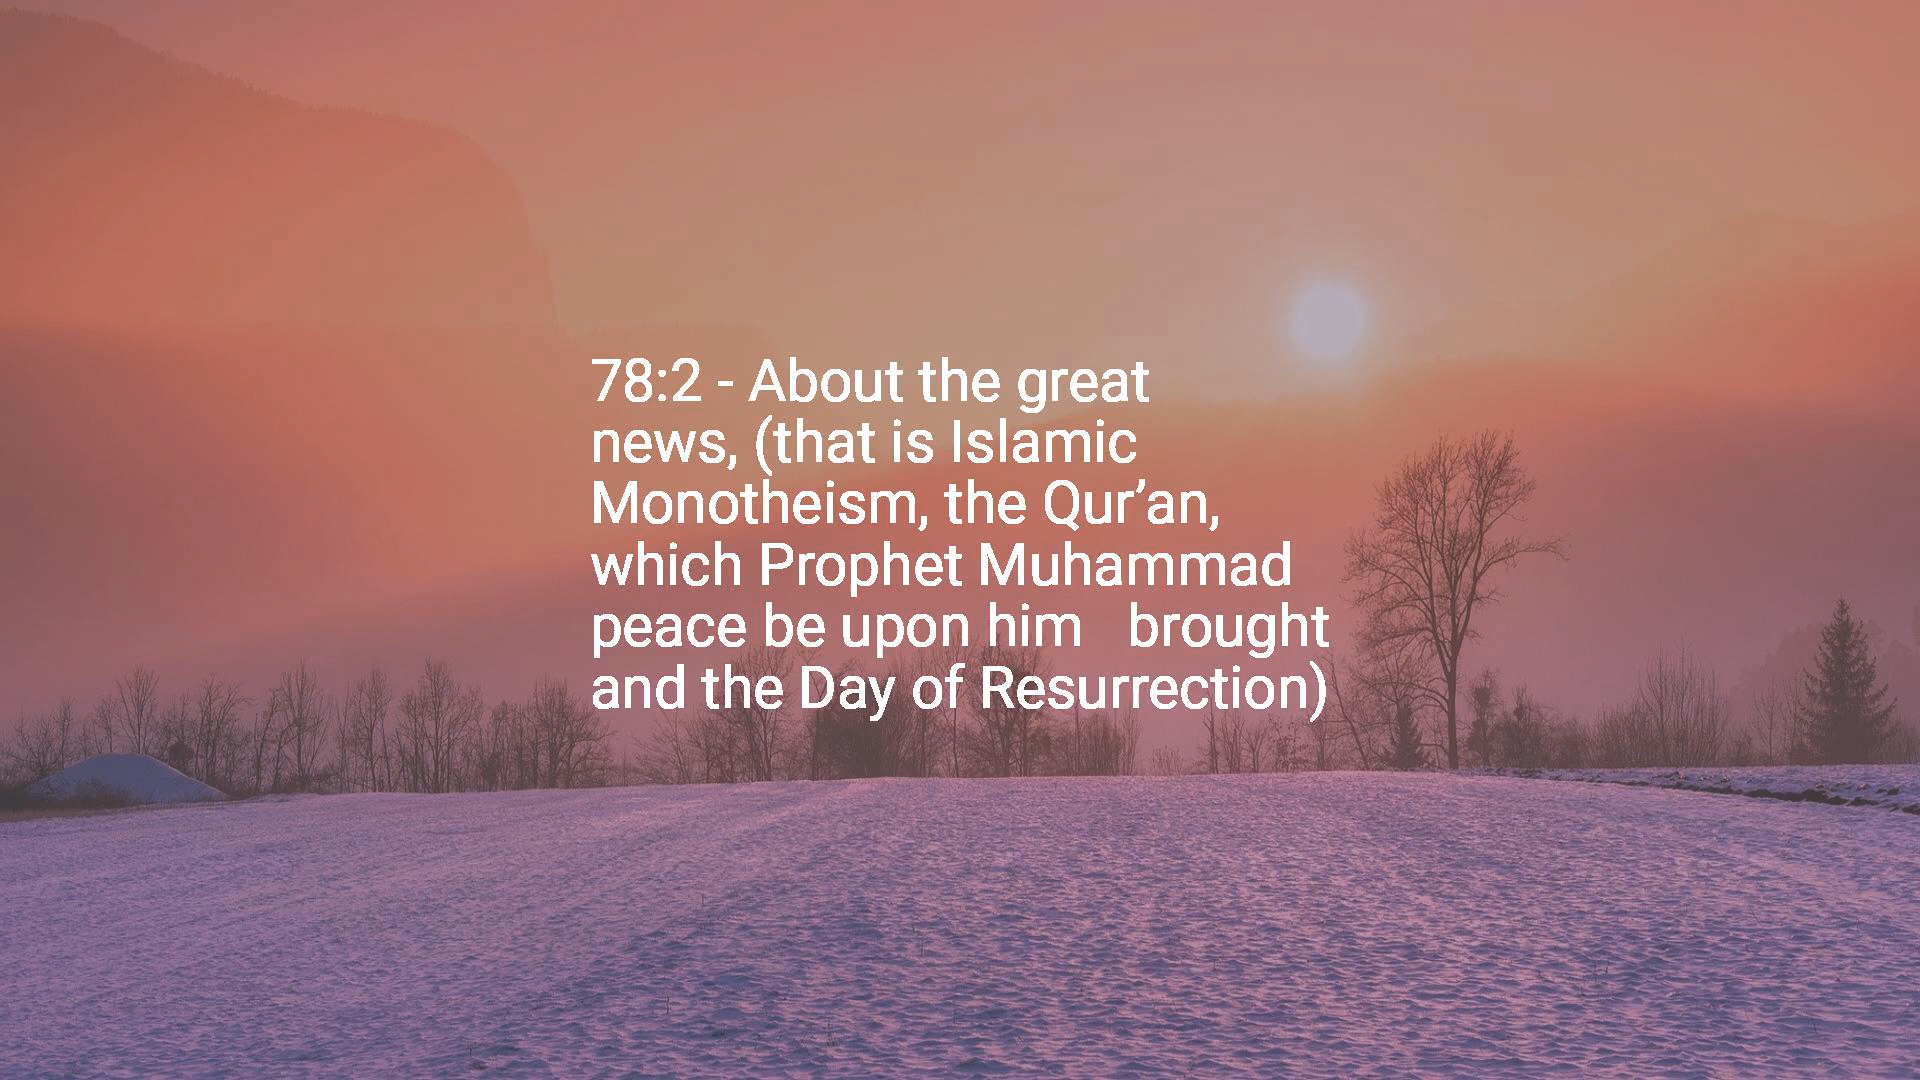 78:2 - About the great
news, (that is Islamic
Monotheism, the Qur’an,
which Prophet Muhammad
peace be upon him   brought
and the Day of Resurrection)